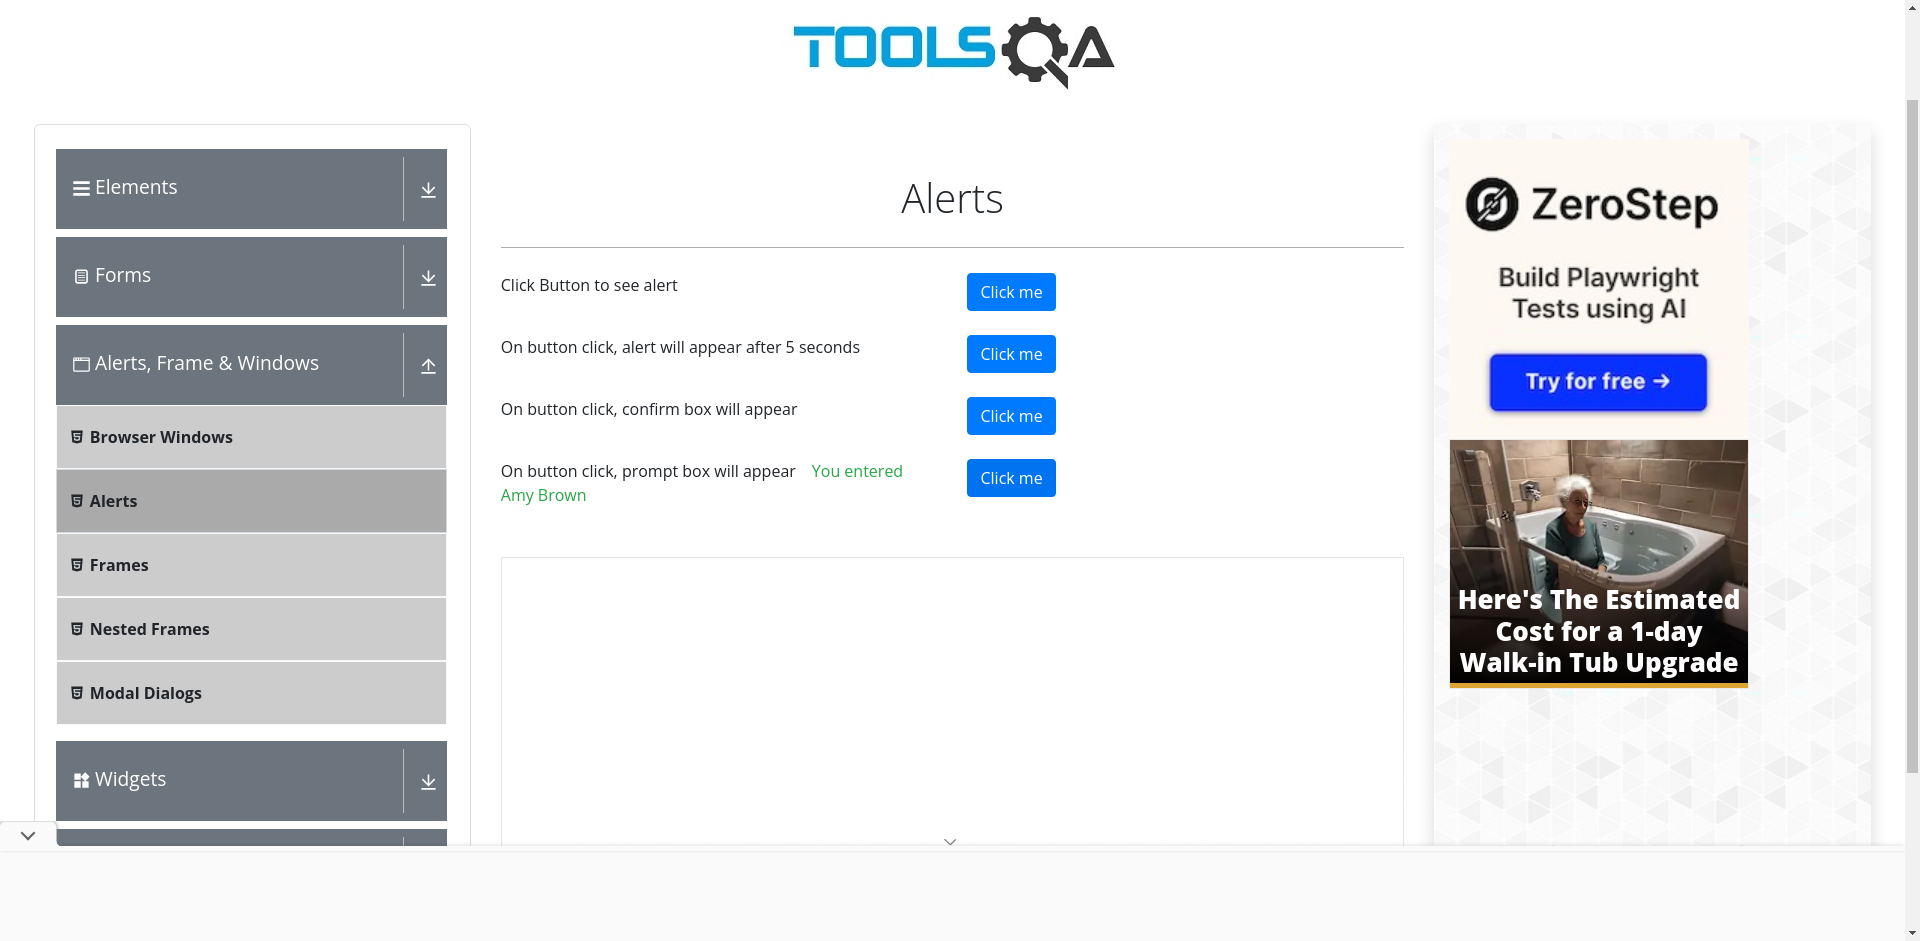 TOOLSQA
Elements
Forms
Alerts, Frame & Windows
Browser Windows
Alerts
Frames
Nested Frames
Modal Dialogs
Widgets
Alerts
Click Button to see alert
Click me
On button click, alert will appear after 5 seconds
Click me
On button click, confirm box will appear
Click me
On button click, prompt box will appear You entered
Amy Brown
Click me
ZeroStep
Build Playwright
Tests using AI
Try for free →
Here's The Estimated
Cost for a 1-day
Walk-in Tub Upgrade